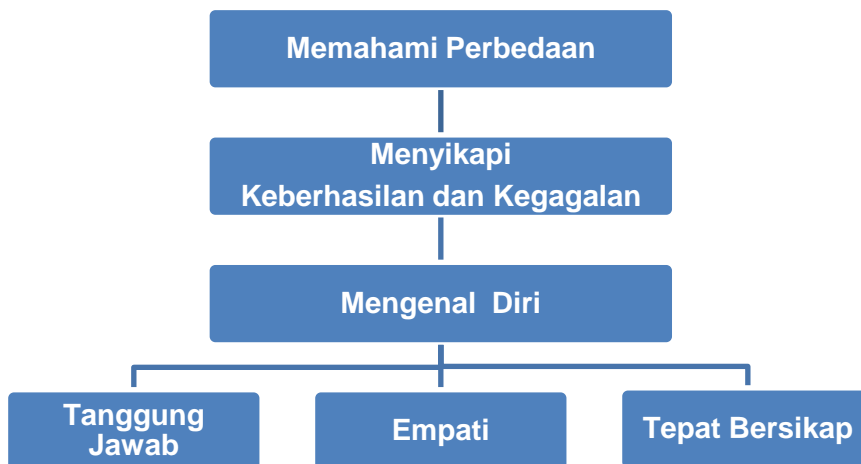 Memahami Perbedaan
Menyikapi
Keberhasilan dan Kegagalan
Mengenal Diri
Tanggung
Jawab
Empati
Tepat Bersikap